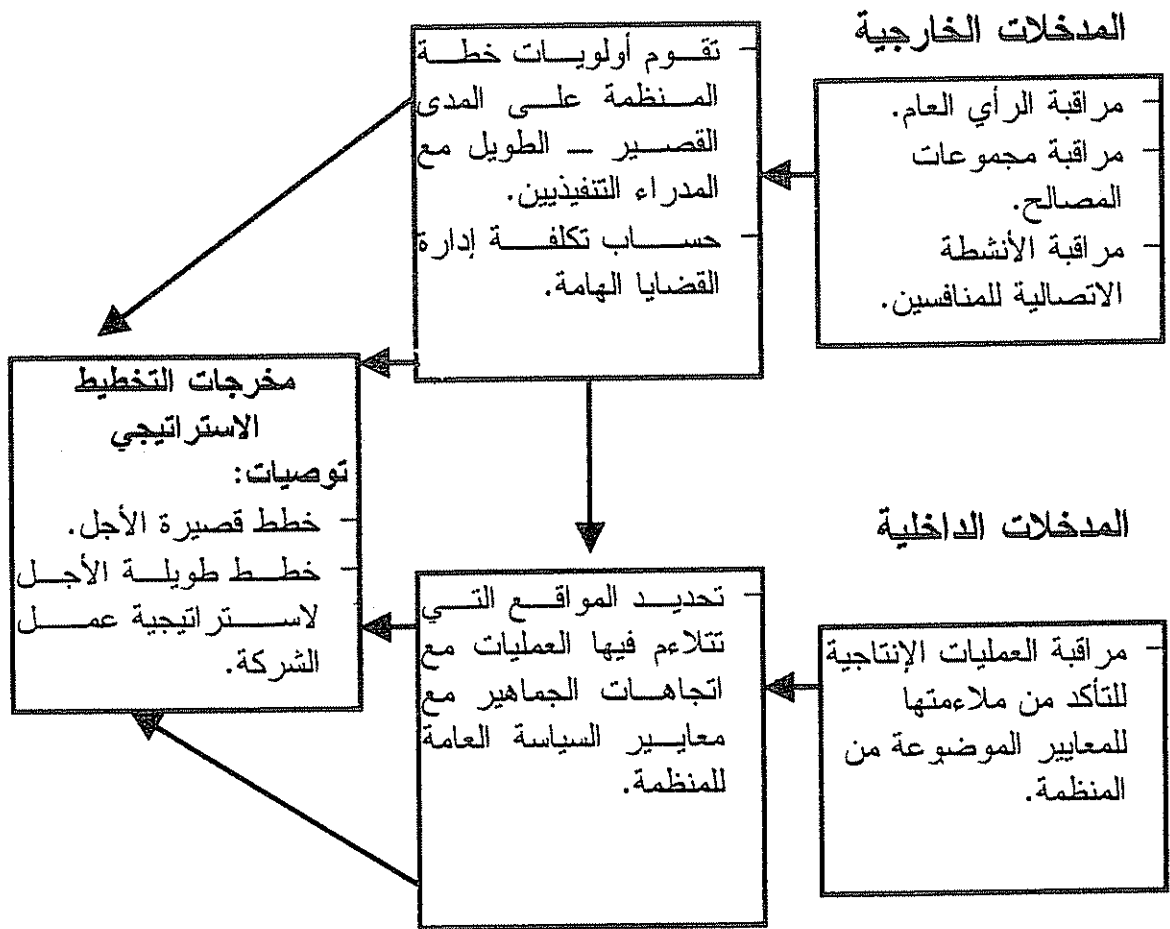 المدخلات الخارجية
- مراقبة الرأي العام.
- مراقبة مجموعات
المصالح.
- مراقبة الأنشطة
الاتصالية للمنافسين.
- تقوم أولويات خطة
المنظمة على المدى
القصير – الطويل مع
المدراء التنفيذيين.
- حساب تكلفة إدارة
القضايا الهامة.
مخرجات التخطيط
الاستراتيجي
توصيات:
- خطط قصيرة الأجل.
- خطط طويلة الأجل
لاستراتيجية عمل
الشركة.
المدخلات الداخلية
- مراقبة العمليات الإنتاجية
للتأكد من ملاءمتها
للمعايير الموضوعة من
المنظمة.
- تحديد المواقع التي
تتلاءم فيها العمليات مع
اتجاهات الجماهير مع
معايير السياسة العامة
للمنظمة.